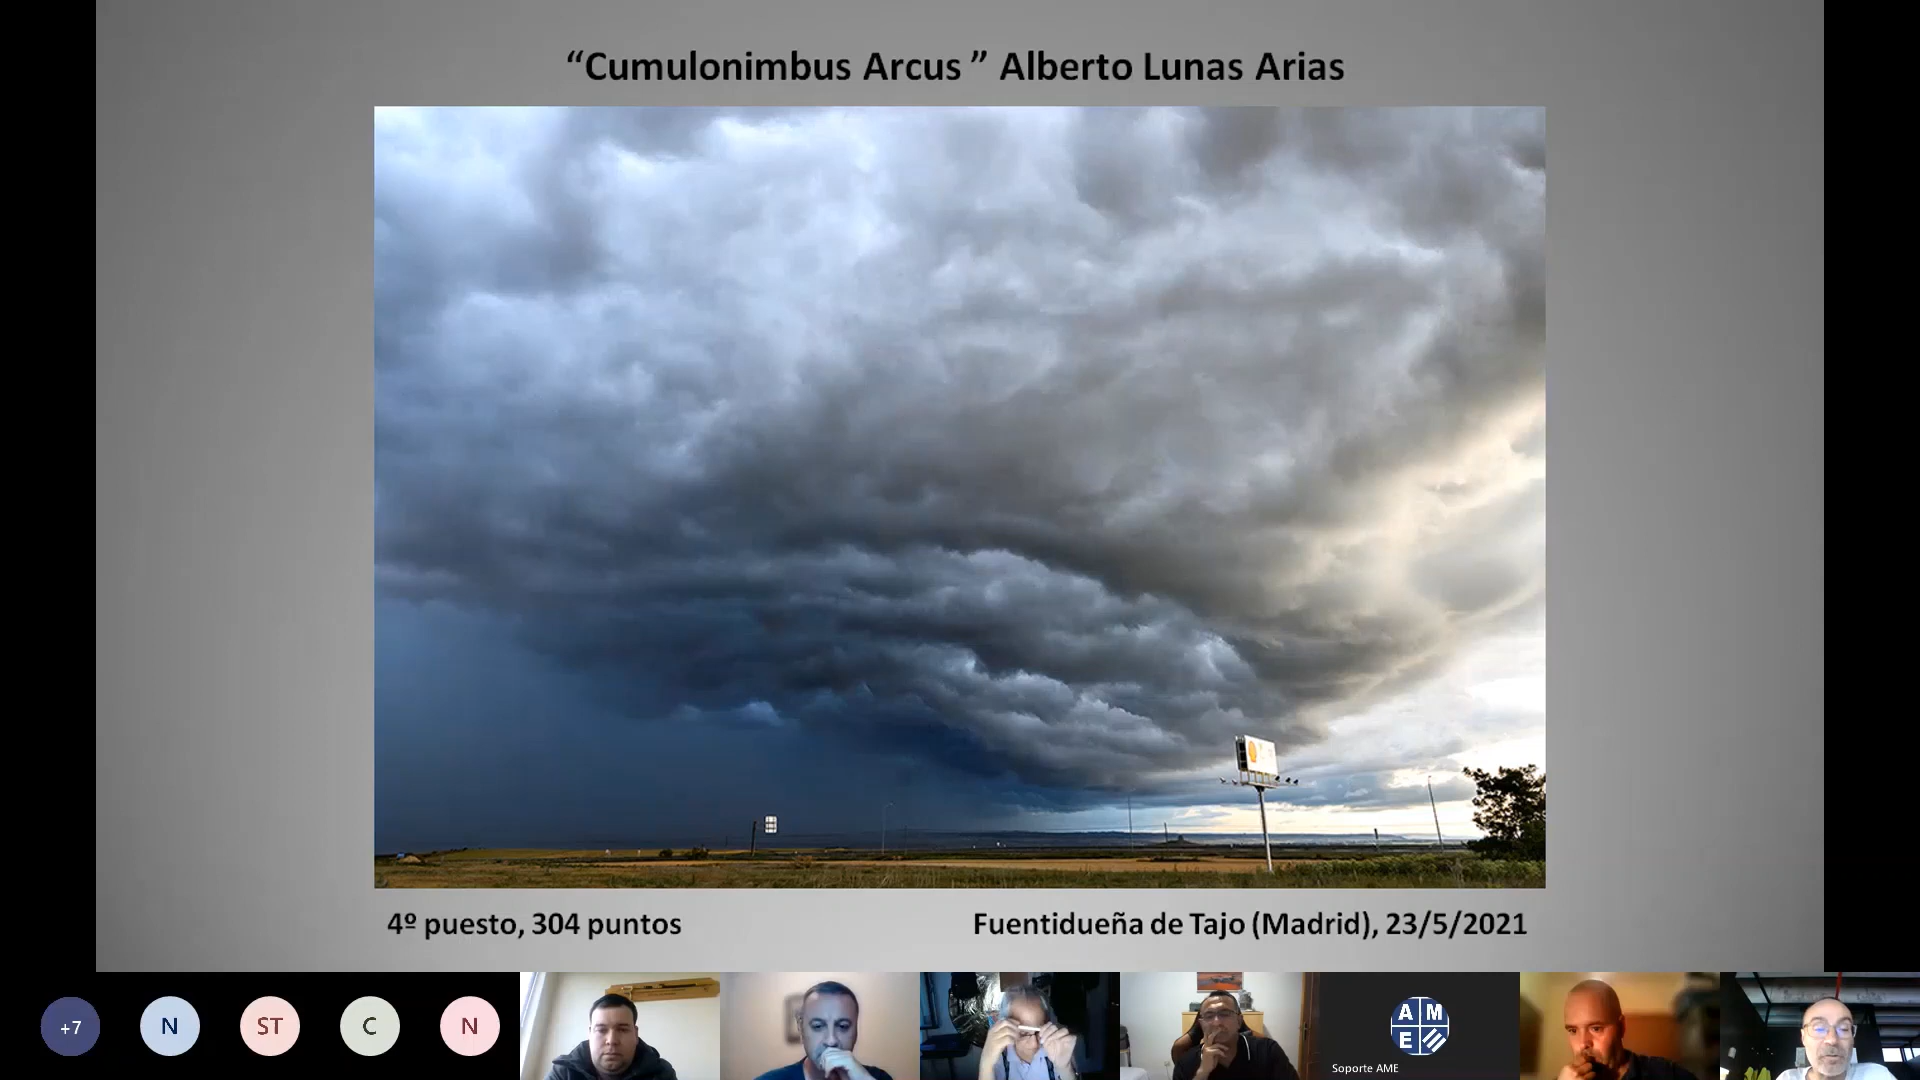 “Cumulonimbus Arcus ” Alberto Lunas Arias
4º puesto, 304 puntos
Fuentidueña de Tajo (Madrid), 23/5/2021
+7
N
ST
C
N
A M
E
Soporte AME